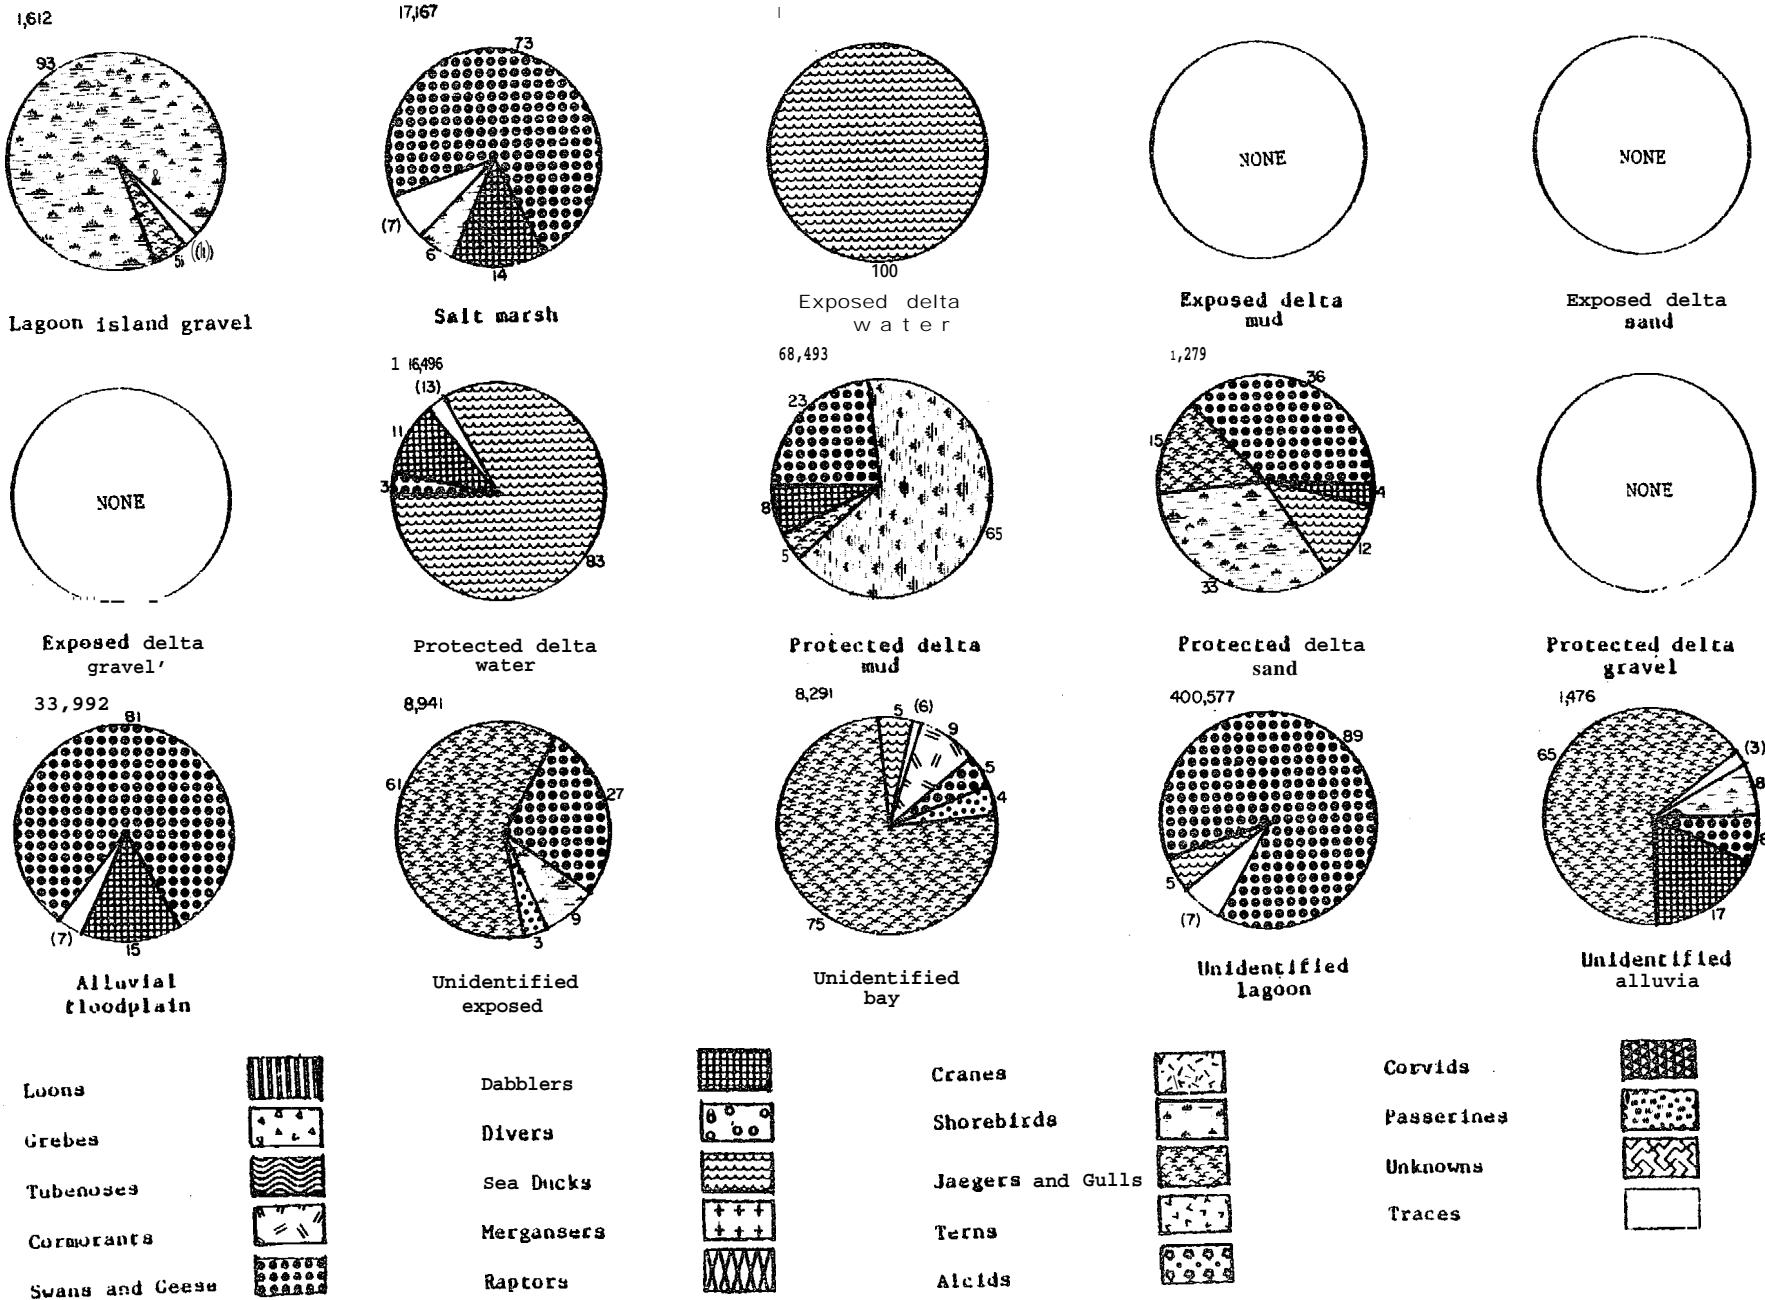 1,612
93
5
Lagoon island gravel
17,167
73
(7)
6
14
Salt marsh
1
100
Exposed delta
water
NONE
Exposed delta
mud
NONE
Exposed delta
sand
NONE
Exposed delta
gravel'
1 16,496
(13)
11
3
83
Protected delta
water
68,493
23
8
5
65
Protected delta
mud
1,279
36
15
4
12
33
Protected delta
sand
NONE
Protected delta
gravel
33,992
81
(7)
15
Alluvial
floodplain
8,941
61
27
9
3
Unidentified
exposed
8,291
5 (6)
9
5
4
75
Unidentified
bay
400,577
89
5
(7)
Unidentified
lagoon
1,476
65
(3)
8
17
Unidentified
alluvia
Loons
Grebes
Tubenoses
Cormorants
Swans and Geese
Dabblers
Divers
Sea Ducks
Mergansers
Raptors
Cranes
Shorebirds
Jaegers and Gulls
Terns
Alcids
Corvids
Passerines
Unknowns
Traces